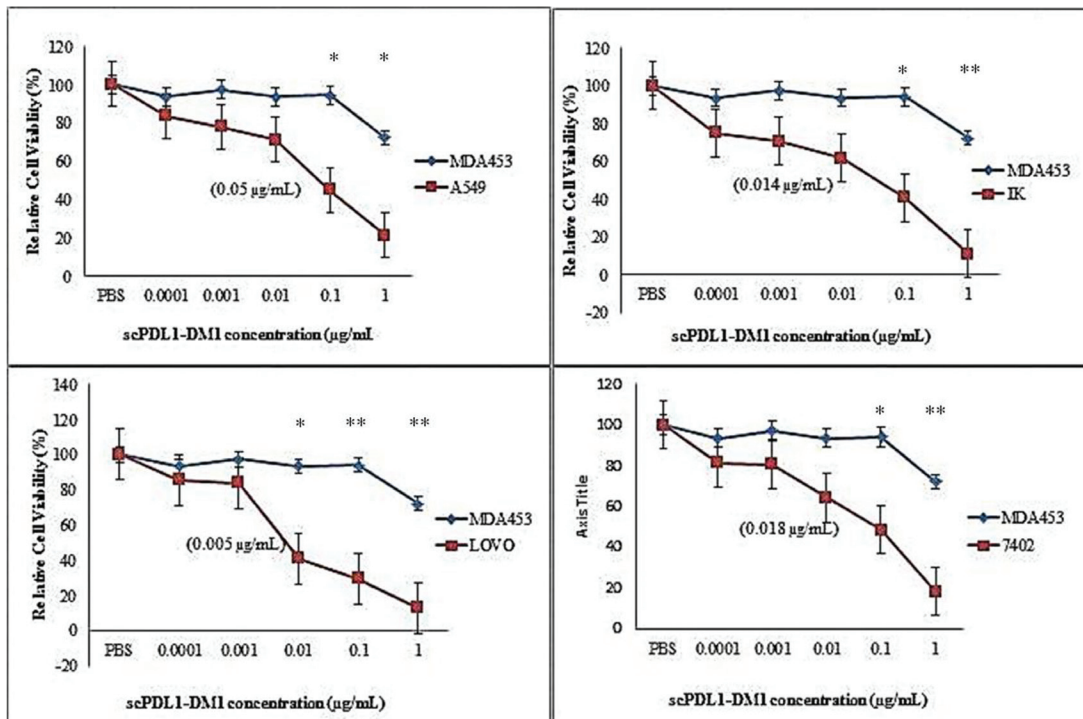 Relative Cell Viability (%)
120
100
80
60
40
20
0
* *
(0.05 µg/mL)
MDA453
A549
PBS 0.0001 0.001 0.01 0.1 1
scPDL1-DM1 concentration (µg/mL
Relative Cell Viability (%)
120
100
80
60
40
20
0
-20
* **
(0.014 µg/mL)
MDA453
IK
PBS 0.0001 0.001 0.01 0.1 1
scPDL1-DM1 concentration (µg/mL)
Relative Cell Viability (%)
140
120
100
80
60
40
20
0
-20
* ** **
(0.005 µg/mL)
MDA453
LOVO
PBS 0.0001 0.001 0.01 0.1 1
scPDL1-DM1 concentration (µg/mL)
Axis Title
120
100
80
60
40
20
0
* **
(0.018 µg/mL)
MDA453
7402
PBS 0.0001 0.001 0.01 0.1 1
scPDL1-DM1 concentration (µg/mL)